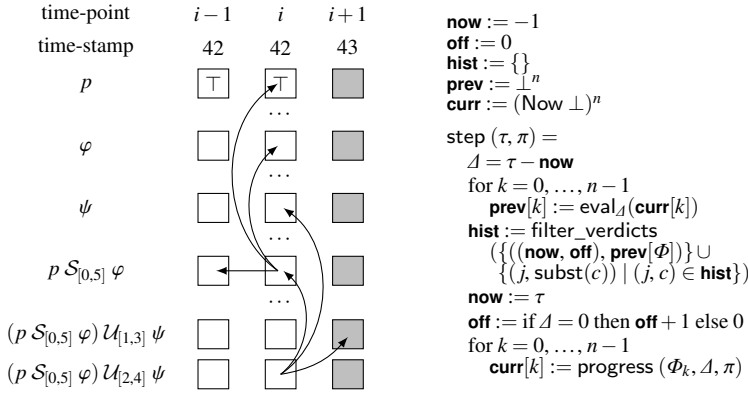 time-point i − 1 i i + 1
time-stamp 42 42 43
p ⊤ ⊤
...
φ
...
ψ
...
p S[0,5] φ
...
(p S[0,5] φ) U[1,3] ψ
(p S[0,5] φ) U[2,4] ψ
now := −1
off := 0
hist := {}
prev := ⊥ⁿ
curr := (Now ⊥)ⁿ
step (τ, π) =
Δ = τ − now
for k = 0, ..., n − 1
prev[k] := eval_Δ(curr[k])
hist := filter_verdicts
({((now, off), prev[Φ])} ∪
{(j, subst(c)) | (j, c) ∈ hist})
now := τ
off := if Δ = 0 then off + 1 else 0
for k = 0, ..., n − 1
curr[k] := progress (Φ_k, Δ, π)